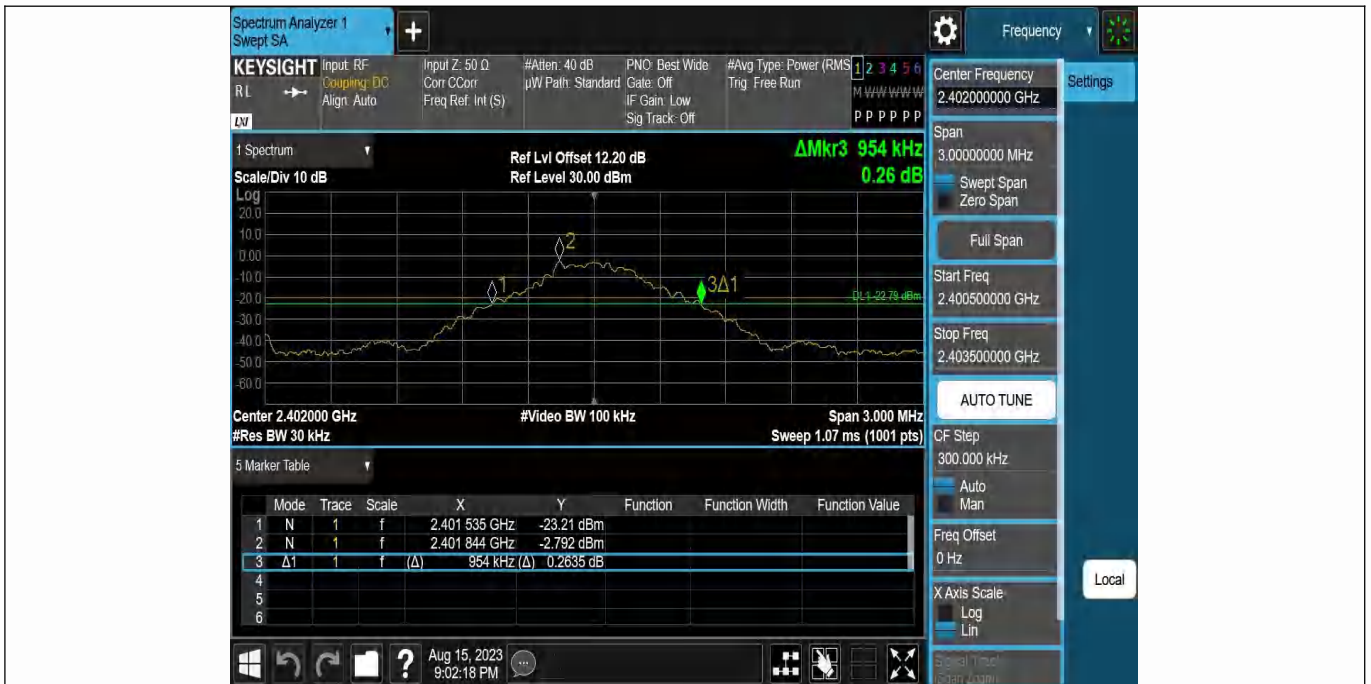 Spectrum Analyzer 1
Swept SA
+
Frequency
KEYSIGHT
RL
LXI
Input: RF
Coupling: DC
Align: Auto
Input Z: 50 Ω
Corr CCorr
Freq Ref: Int (S)
#Atten: 40 dB
µW Path: Standard
PNO: Best Wide
Gate: Off
IF Gain: Low
Sig Track: Off
#Avg Type: Power (RMS
Trig: Free Run
1 2 3 4 5 6
M W W W W W
P P P P P P
1 Spectrum
Scale/Div 10 dB
Ref Lvl Offset 12.20 dB
Ref Level 30.00 dBm
ΔMkr3 954 kHz
0.26 dB
Log
20.0
10.0
0.00
-10.0
-20.0
-30.0
-40.0
-50.0
-60.0
1
2
3Δ1
DL1 -22.79 dBm
Center 2.402000 GHz
#Video BW 100 kHz
Span 3.000 MHz
#Res BW 30 kHz
Sweep 1.07 ms (1001 pts)
5 Marker Table
Mode Trace Scale X Y Function Function Width Function Value
1 N 1 f 2.401 535 GHz -23.21 dBm
2 N 1 f 2.401 844 GHz -2.792 dBm
3 Δ1 1 f (Δ) 954 kHz (Δ) 0.2635 dB
4
5
6
Center Frequency
2.402000000 GHz
Settings
Span
3.00000000 MHz
Swept Span
Zero Span
Full Span
Start Freq
2.400500000 GHz
Stop Freq
2.403500000 GHz
AUTO TUNE
CF Step
300.000 kHz
Auto
Man
Freq Offset
0 Hz
X Axis Scale
Log
Lin
Signal Track
(Span Zoom)
Local
?
Aug 15, 2023
9:02:18 PM